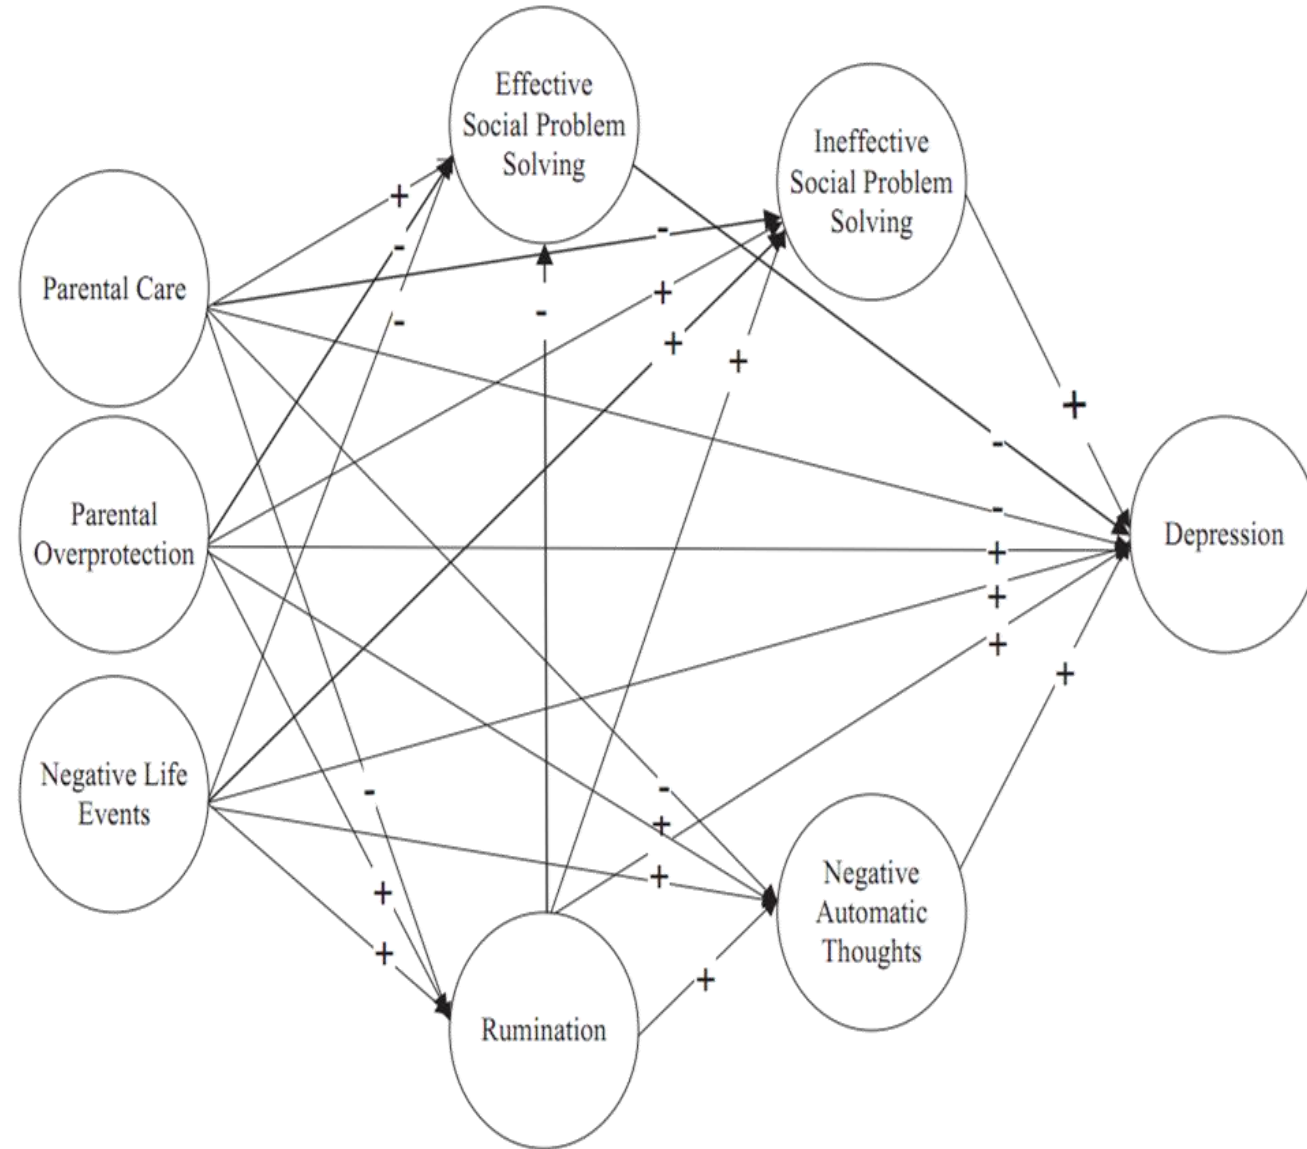 Effective
Social Problem
Solving
Ineffective
Social Problem
Solving
Parental Care
Parental
Overprotection
Depression
Negative Life
Events
Negative
Automatic
Thoughts
Rumination
+
-
-
-
-
+
+
+
+
-
-
+
+
+
+
-
+
+
-
+
+
+